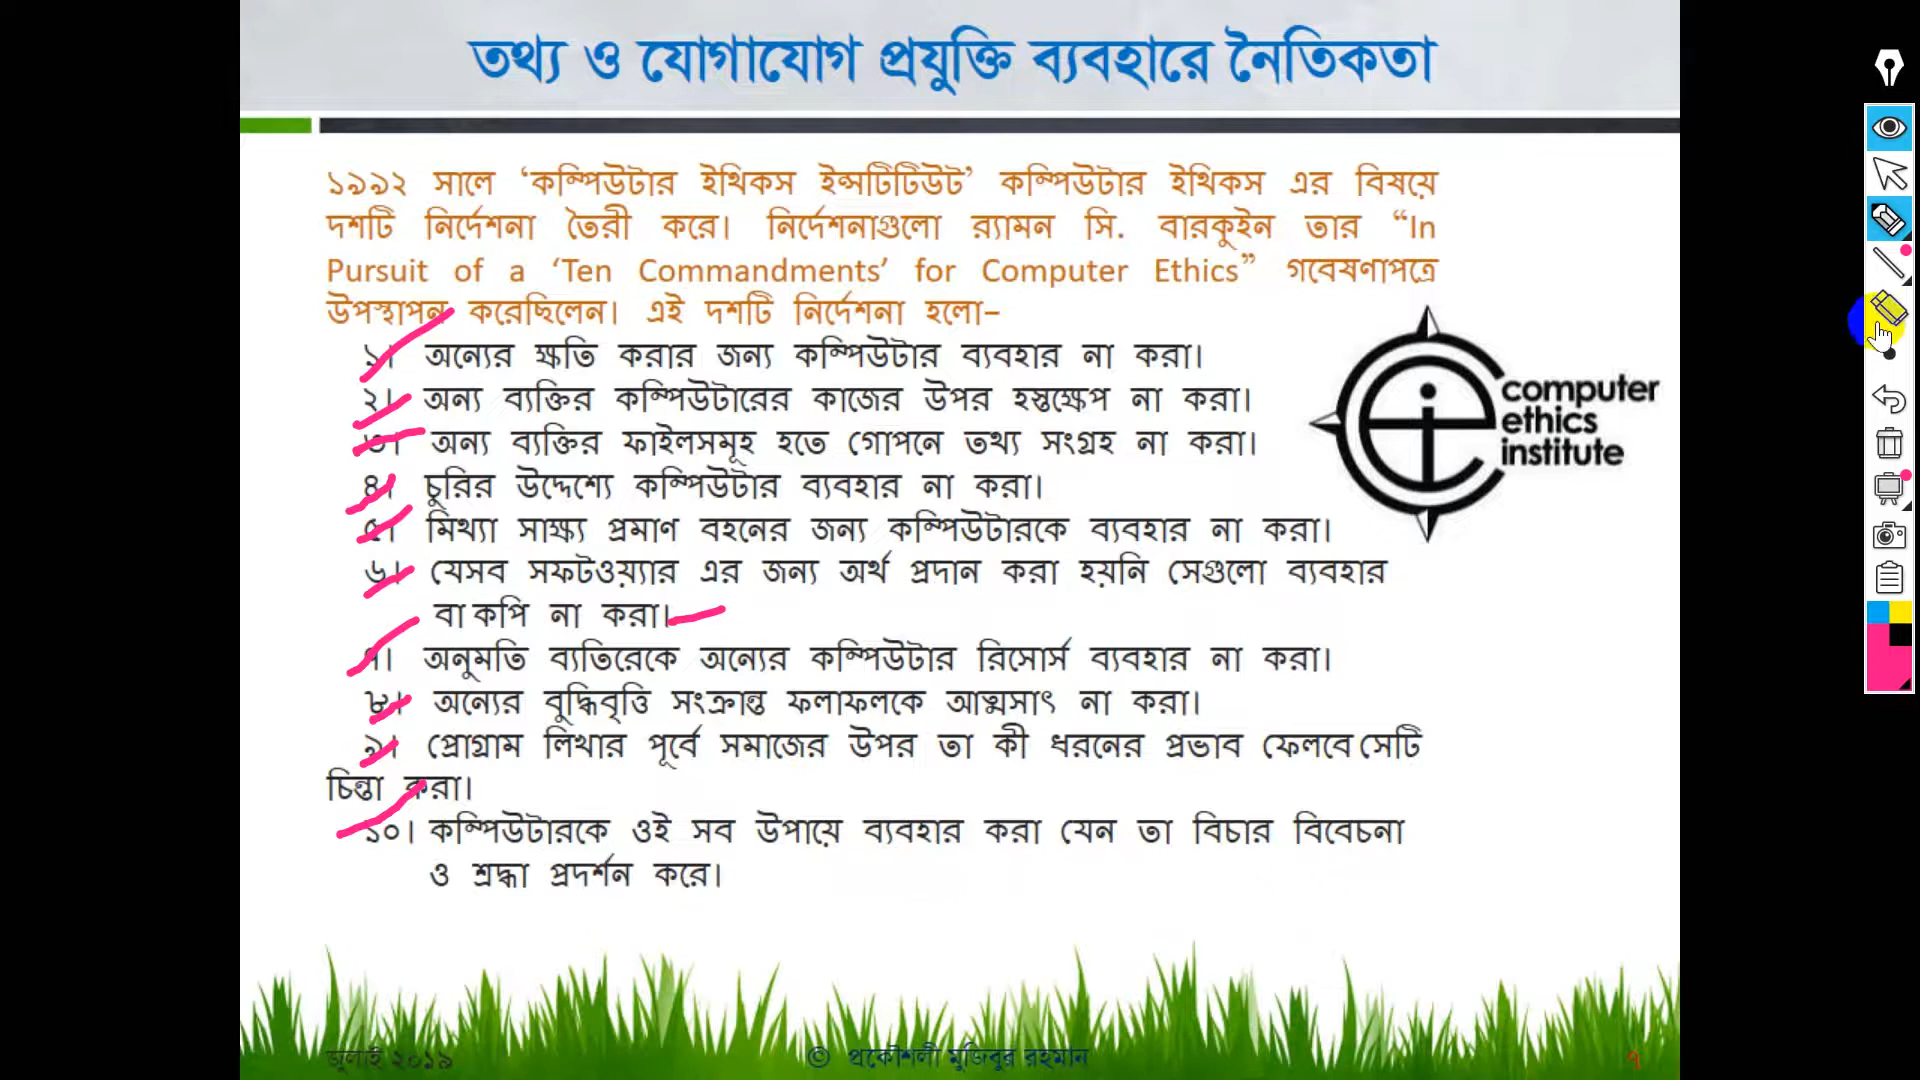 তথ্য ও যোগাযোগ প্রযুক্তি ব্যবহারে নৈতিকতা
১৯৯২ সালে ‘কম্পিউটার ইথিকস ইন্সটিটিউট’ কম্পিউটার ইথিকস এর বিষয়ে
দশটি নির্দেশনা তৈরী করে। নির্দেশনাগুলো র‍্যামন সি. বারকুইন তার “In
Pursuit of a ‘Ten Commandments’ for Computer Ethics” গবেষণাপত্রে
উপস্থাপন করেছিলেন। এই দশটি নির্দেশনা হলো–
১। অন্যের ক্ষতি করার জন্য কম্পিউটার ব্যবহার না করা।
২। অন্য ব্যক্তির কম্পিউটারের কাজের উপর হস্তক্ষেপ না করা।
৩। অন্য ব্যক্তির ফাইলসমূহ হতে গোপনে তথ্য সংগ্রহ না করা।
৪। চুরির উদ্দেশ্যে কম্পিউটার ব্যবহার না করা।
৫। মিথ্যা সাক্ষ্য প্রমাণ বহনের জন্য কম্পিউটারকে ব্যবহার না করা।
৬। যেসব সফটওয়্যার এর জন্য অর্থ প্রদান করা হয়নি সেগুলো ব্যবহার
বা কপি না করা।
৭। অনুমতি ব্যতিরেকে অন্যের কম্পিউটার রিসোর্স ব্যবহার না করা।
৮। অন্যের বুদ্ধিবৃত্তি সংক্রান্ত ফলাফলকে আত্মসাৎ না করা।
৯। প্রোগ্রাম লিখার পূর্বে সমাজের উপর তা কী ধরনের প্রভাব ফেলবে সেটি
চিন্তা করা।
১০। কম্পিউটারকে ওই সব উপায়ে ব্যবহার করা যেন তা বিচার বিবেচনা
ও শ্রদ্ধা প্রদর্শন করে।
computer
ethics
institute
জুলাই ২০১৯
© প্রকৌশলী মুজিবুর রহমান
৭